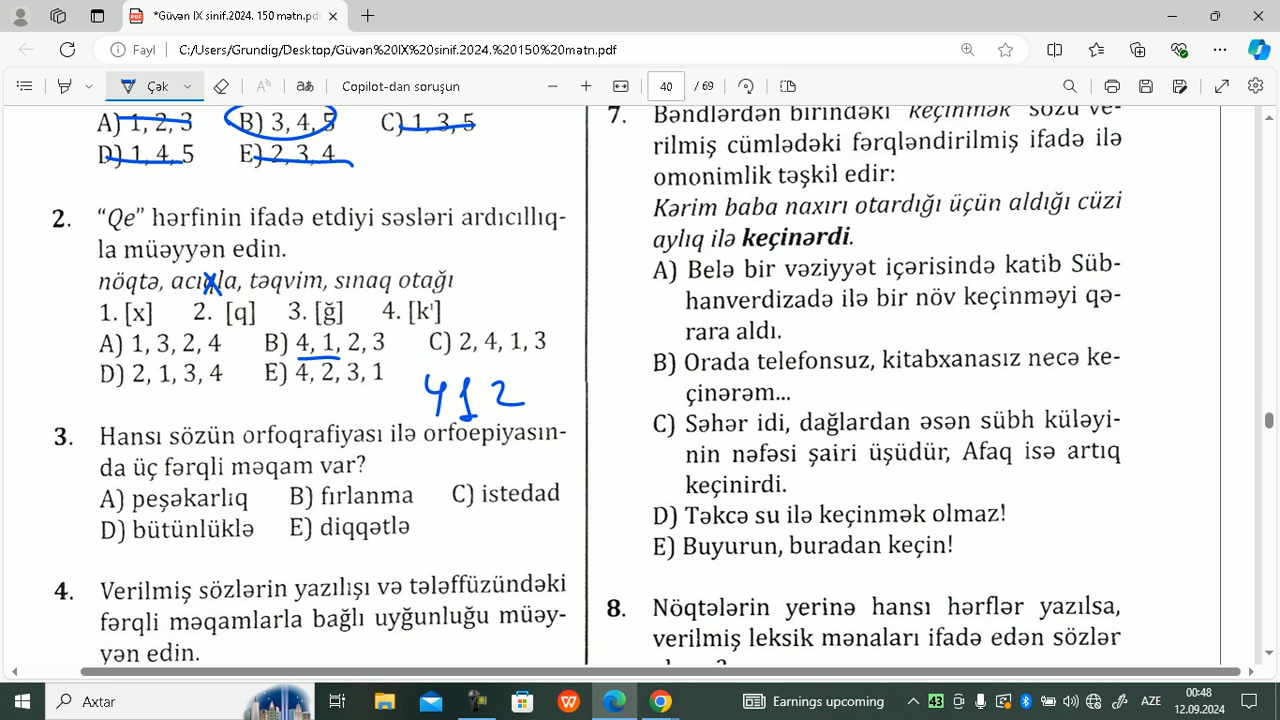 *Güvən IX sinif.2024. 150 mətn.pdf
Fayl
C:/Users/Grundig/Desktop/Güvən%20IX%20sinif.2024.%20150%20mətn.pdf
Çək
Copilot-dan soruşun
40 / 69
A) 1, 2, 3 B) 3, 4, 5 C) 1, 3, 5
D) 1, 4, 5 E) 2, 3, 4
2. “Qe” hərfinin ifadə etdiyi səsləri ardıcıllıq-
la müəyyən edin.
nöqtə, acıxla, təqvim, sınaq otağı
1. [x] 2. [q] 3. [ğ] 4. [k']
A) 1, 3, 2, 4 B) 4, 1, 2, 3 C) 2, 4, 1, 3
D) 2, 1, 3, 4 E) 4, 2, 3, 1
4 1 2
3. Hansı sözün orfoqrafiyası ilə orfoepiyasın-
da üç fərqli məqam var?
A) peşəkarlıq B) fırlanma C) istedad
D) bütünlüklə E) diqqətlə
4. Verilmiş sözlərin yazılışı və tələffüzündəki
fərqli məqamlarla bağlı uyğunluğu müəy-
yən edin.
7. Bəndlərdən birindəki keçinmək sözü ve-
rilmiş cümlədəki fərqləndirilmiş ifadə ilə
omonimlik təşkil edir:
Kərim baba naxırı otardığı üçün aldığı cüzi
aylıq ilə keçinərdi.
A) Belə bir vəziyyət içərisində katib Süb-
hanverdizadə ilə bir növ keçinməyi qə-
rara aldı.
B) Orada telefonsuz, kitabxanasız necə ke-
çinərəm...
C) Səhər idi, dağlardan əsən sübh küləyi-
nin nəfəsi şairi üşüdür, Afaq isə artıq
keçinirdi.
D) Təkcə su ilə keçinmək olmaz!
E) Buyurun, buradan keçin!
8. Nöqtələrin yerinə hansı hərflər yazılsa,
verilmiş leksik mənaları ifadə edən sözlər
Axtar
Earnings upcoming
43
AZE
00:48
12.09.2024